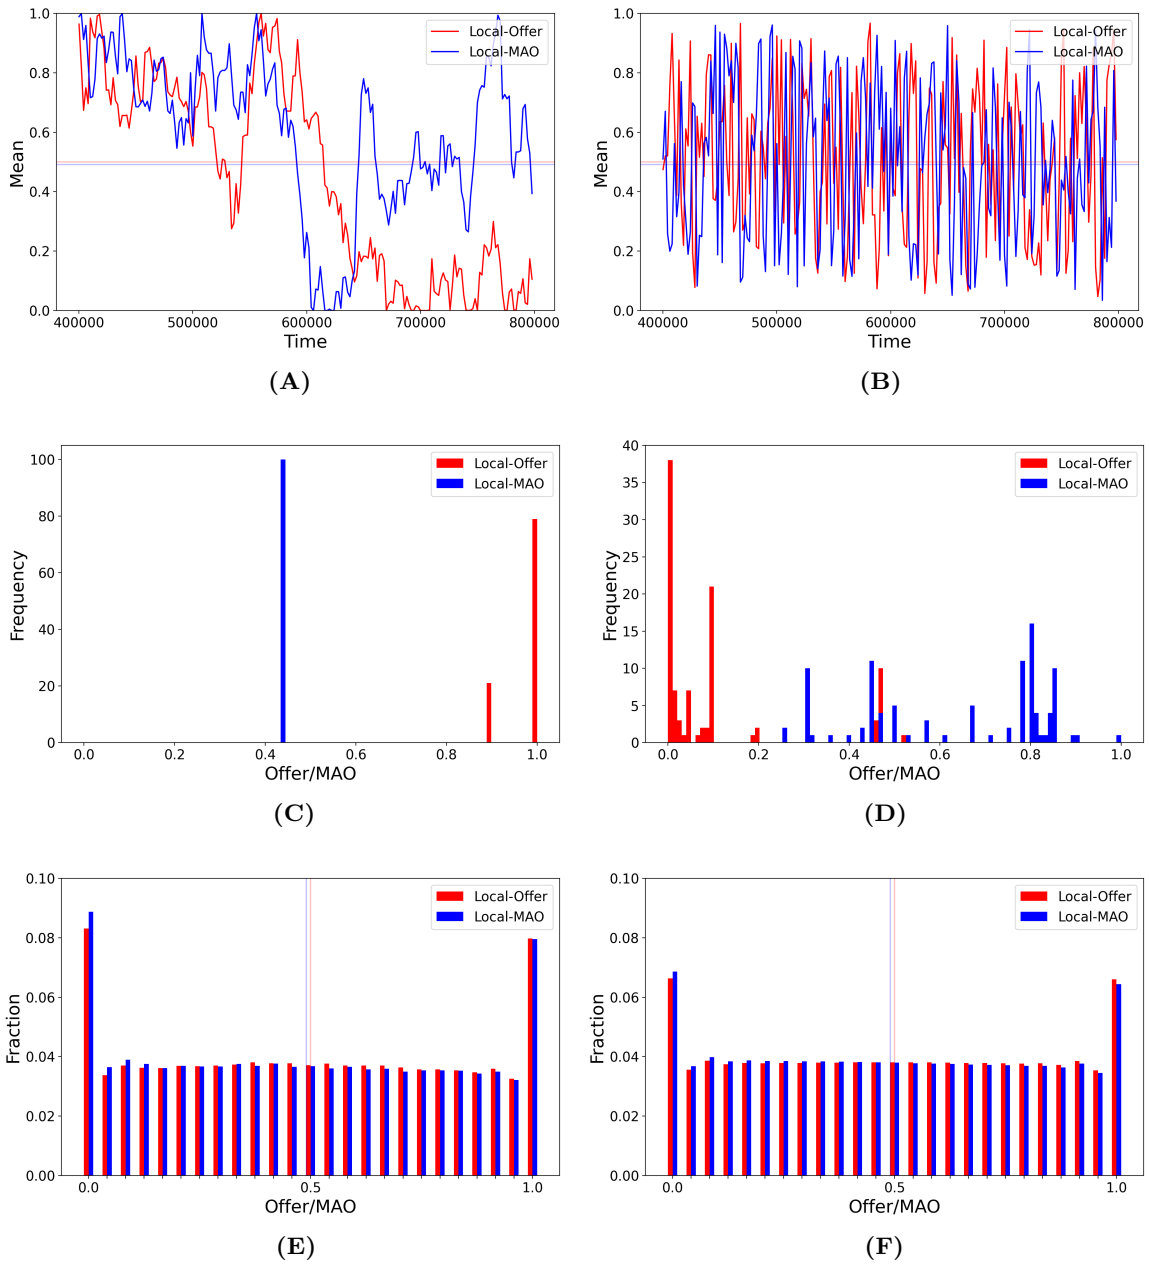 1.0
0.8
0.6
0.4
0.2
0.0
Mean
400000 500000 600000 700000 800000
Time
Local-Offer
Local-MAO
(A)
1.0
0.8
0.6
0.4
0.2
0.0
Mean
400000 500000 600000 700000 800000
Time
Local-Offer
Local-MAO
(B)
100
80
60
40
20
0
Frequency
0.0 0.2 0.4 0.6 0.8 1.0
Offer/MAO
Local-Offer
Local-MAO
(C)
40
35
30
25
20
15
10
5
0
Frequency
0.0 0.2 0.4 0.6 0.8 1.0
Offer/MAO
Local-Offer
Local-MAO
(D)
0.10
0.08
0.06
0.04
0.02
0.00
Fraction
0.0 0.5 1.0
Offer/MAO
Local-Offer
Local-MAO
(E)
0.10
0.08
0.06
0.04
0.02
0.00
Fraction
0.0 0.5 1.0
Offer/MAO
Local-Offer
Local-MAO
(F)